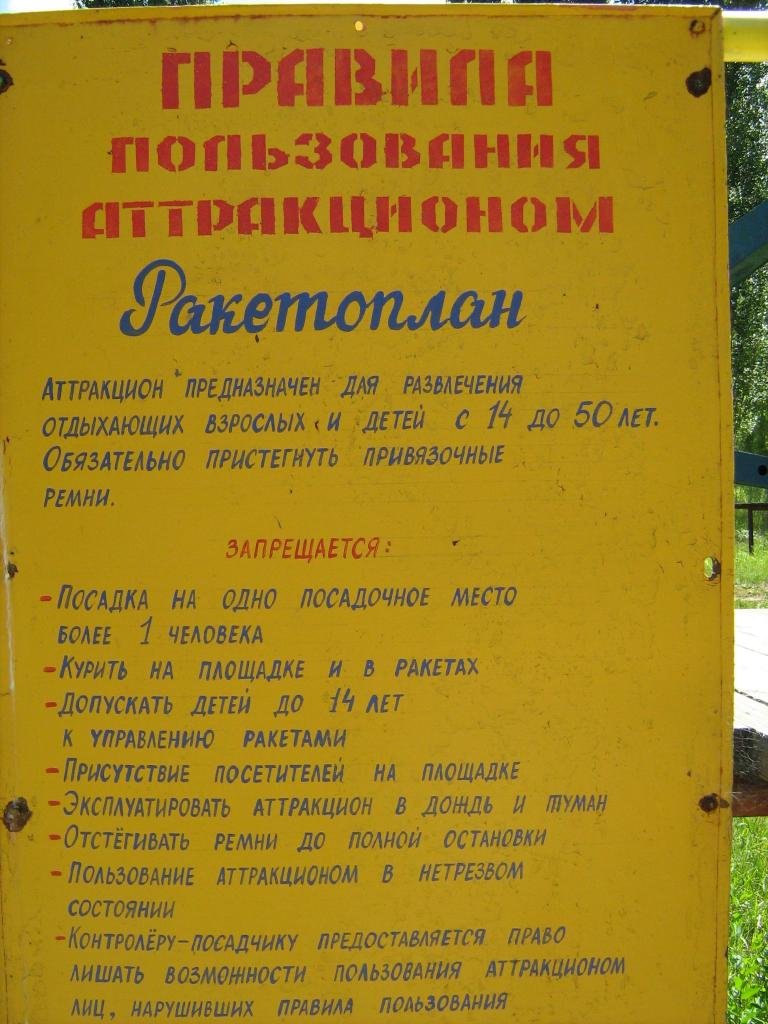 ПРАВИЛА
ПОЛЬЗОВАНИЯ
АТТРАКЦИОНОМ
Ракетоплан
АТТРАКЦИОН ПРЕДНАЗНАЧЕН ДЛЯ РАЗВЛЕЧЕНИЯ
ОТДЫХАЮЩИХ ВЗРОСЛЫХ И ДЕТЕЙ С 14 ДО 50 ЛЕТ.
ОБЯЗАТЕЛЬНО ПРИСТЕГНУТЬ ПРИВЯЗОЧНЫЕ
РЕМНИ.
ЗАПРЕЩАЕТСЯ:
-ПОСАДКА НА ОДНО ПОСАДОЧНОЕ МЕСТО
БОЛЕЕ 1 ЧЕЛОВЕКА
-КУРИТЬ НА ПЛОЩАДКЕ И В РАКЕТАХ
-ДОПУСКАТЬ ДЕТЕЙ ДО 14 ЛЕТ
К УПРАВЛЕНИЮ РАКЕТАМИ
-ПРИСУТСТВИЕ ПОСЕТИТЕЛЕЙ НА ПЛОЩАДКЕ
-ЭКСПЛУАТИРОВАТЬ АТТРАКЦИОН В ДОЖДЬ И ТУМАН
-ОТСТЁГИВАТЬ РЕМНИ ДО ПОЛНОЙ ОСТАНОВКИ
-ПОЛЬЗОВАНИЕ АТТРАКЦИОНОМ В НЕТРЕЗВОМ
СОСТОЯНИИ
-КОНТРОЛЁРУ-ПОСАДЧИКУ ПРЕДОСТАВЛЯЕТСЯ ПРАВО
ЛИШАТЬ ВОЗМОЖНОСТИ ПОЛЬЗОВАНИЯ АТТРАКЦИОНОМ
ЛИЦ, НАРУШИВШИХ ПРАВИЛА ПОЛЬЗОВАНИЯ